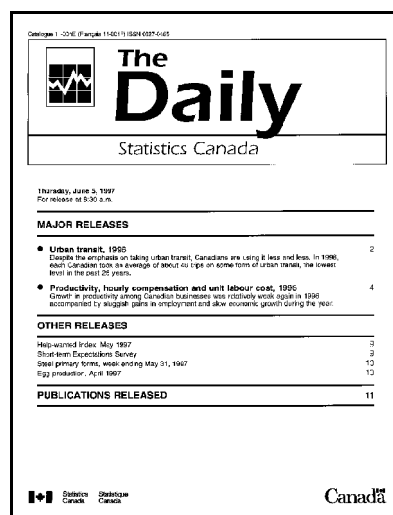 Catalogue 11-001E (Français 11-001F) ISSN 0827-0465
The
Daily
Statistics Canada
Thursday, June 5, 1997
For release at 8:30 a.m.
MAJOR RELEASES
● Urban transit, 1996 2
Despite the emphasis on taking urban transit, Canadians are using it less and less. In 1996,
each Canadian took an average of about 48 trips on some form of urban transit, the lowest
level in the past 25 years.
● Productivity, hourly compensation and unit labour cost, 1996 4
Growth in productivity among Canadian businesses was relatively weak again in 1996
accompanied by sluggish gains in employment and slow economic growth during the year.
OTHER RELEASES
Help-wanted Index, May 1997 9
Short-term Expectations Survey 9
Steel primary forms, week ending May 31, 1997 10
Egg production, April 1997 10
PUBLICATIONS RELEASED 11
Statistics Statistique
Canada Canada
Canada